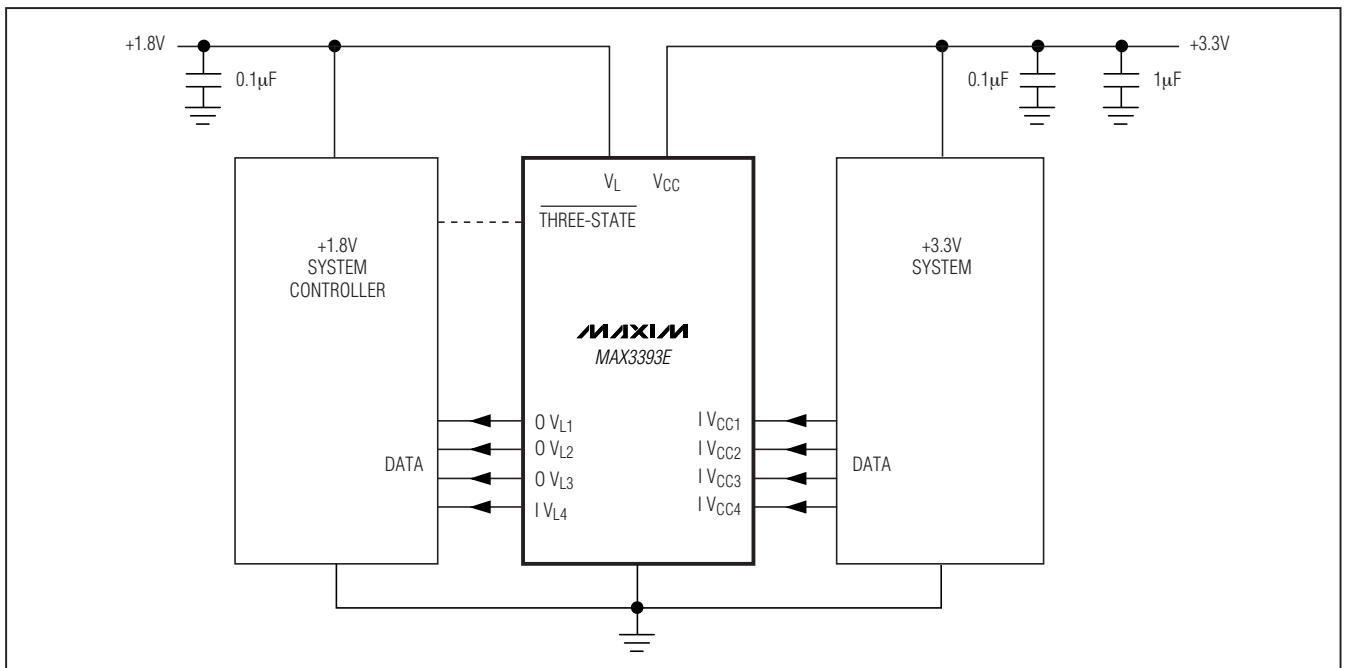 +1.8V
0.1μF
0.1μF
1μF
+3.3V
VL
VCC
THREE-STATE
+1.8V
SYSTEM
CONTROLLER
+3.3V
SYSTEM
MAXIM
MAX3393E
O VL1
O VL2
O VL3
I VL4
DATA
I VCC1
I VCC2
I VCC3
I VCC4
DATA